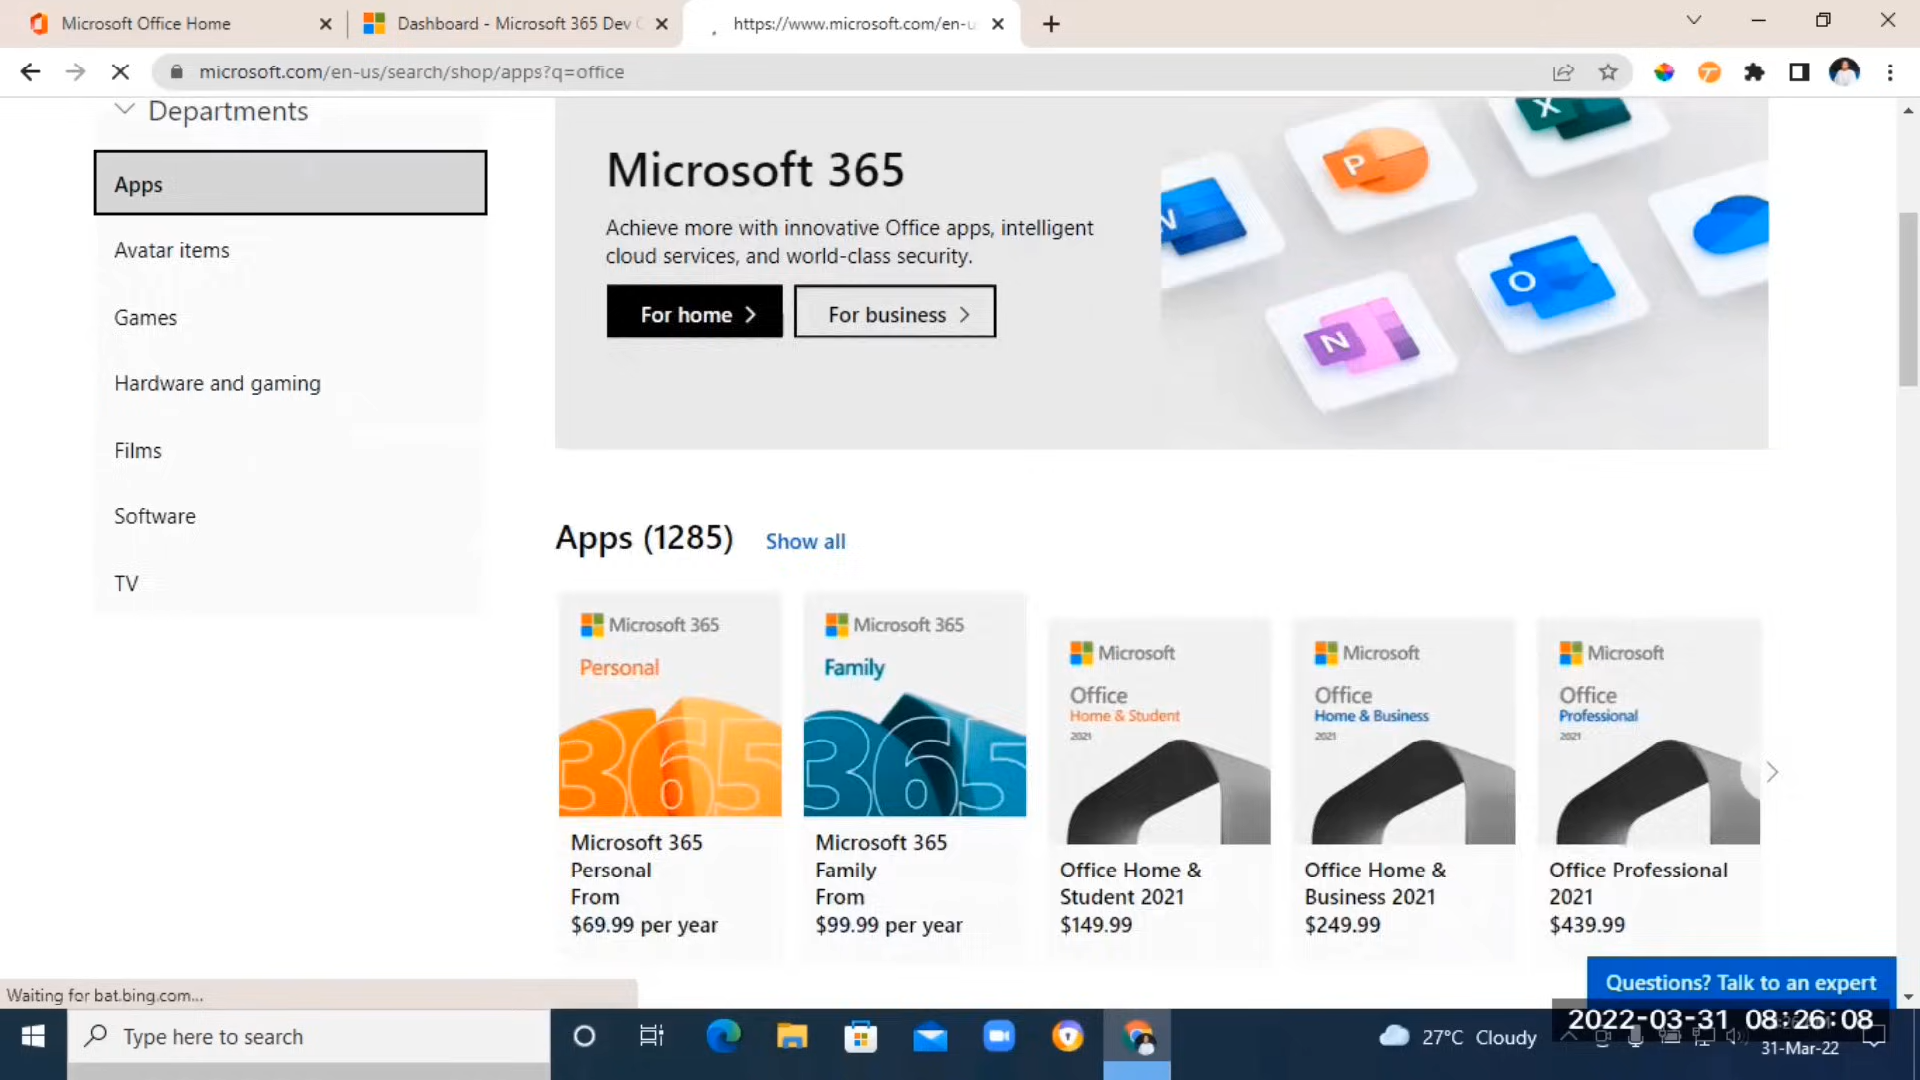 Microsoft Office Home
Dashboard - Microsoft 365 Dev
https://www.microsoft.com/en-u
microsoft.com/en-us/search/shop/apps?q=office
Departments
Apps
Avatar items
Games
Hardware and gaming
Films
Software
TV
Microsoft 365
Achieve more with innovative Office apps, intelligent
cloud services, and world-class security.
For home
For business
P
X
N
O
N
Apps (1285) Show all
Microsoft 365
Personal
365
Microsoft 365
Personal
From
$69.99 per year
Microsoft 365
Family
365
Microsoft 365
Family
From
$99.99 per year
Microsoft
Office
Home & Student
2021
Office Home &
Student 2021
$149.99
Microsoft
Office
Home & Business
2021
Office Home &
Business 2021
$249.99
Microsoft
Office
Professional
2021
Office Professional
2021
$439.99
Questions? Talk to an expert
Waiting for bat.bing.com...
Type here to search
27°C Cloudy
2022-03-31 08:26:08
31-Mar-22